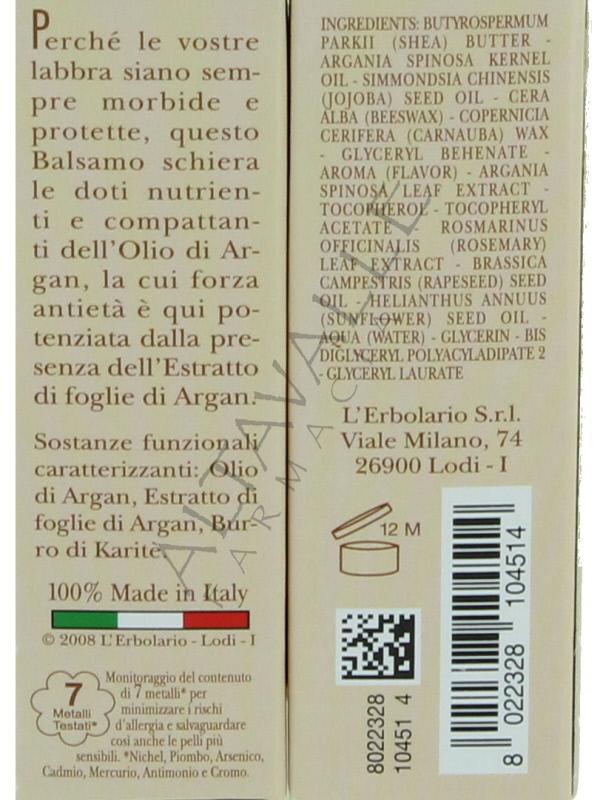 Perché le vostre
labbra siano sem-
pre morbide e
protette, questo
Balsamo schiera
le doti nutrien-
ti e compattan-
ti dell'Olio di Ar-
gan, la cui forza
antietà è qui po-
tenziata dalla pre-
senza dell'Estratto
di foglie di Argan.
Sostanze funzionali
caratterizzanti: Olio
di Argan, Estratto di
foglie di Argan, Bur-
ro di Karitè.
100% Made in Italy
© 2008 L'Erbolario - Lodi - I
7
Metalli
Testati*
Monitoraggio del contenuto
di 7 metalli* per
minimizzare i rischi
d'allergia e salvaguardare
così anche le pelli più
sensibili. *Nichel, Piombo, Arsenico,
Cadmio, Mercurio, Antimonio e Cromo.
INGREDIENTS: BUTYROSPERMUM
PARKII (SHEA) BUTTER -
ARGANIA SPINOSA KERNEL
OIL - SIMMONDSIA CHINENSIS
(JOJOBA) SEED OIL - CERA
ALBA (BEESWAX) - COPERNICIA
CERIFERA (CARNAUBA) WAX
- GLYCERYL BEHENATE -
AROMA (FLAVOR) - ARGANIA
SPINOSA LEAF EXTRACT -
TOCOPHEROL - TOCOPHERYL
ACETATE ROSMARINUS
OFFICINALIS (ROSEMARY)
LEAF EXTRACT - BRASSICA
CAMPESTRIS (RAPESEED) SEED
OIL - HELIANTHUS ANNUUS
(SUNFLOWER) SEED OIL -
AQUA (WATER) - GLYCERIN - BIS
DIGLYCERYL POLYACYLADIPATE 2
- GLYCERYL LAURATE
L'Erbolario S.r.l.
Viale Milano, 74
26900 Lodi - I
12 M
8022328
10451 4
8 022328 104514
ALTAVALLE
FARMACIA